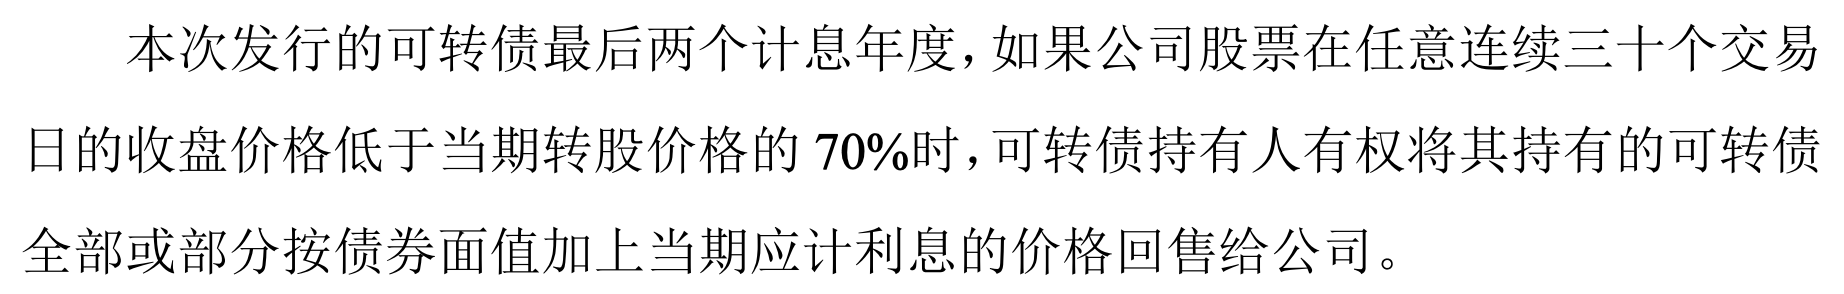 本次发行的可转债最后两个计息年度，如果公司股票在任意连续三十个交易
日的收盘价格低于当期转股价格的 70%时，可转债持有人有权将其持有的可转债
全部或部分按债券面值加上当期应计利息的价格回售给公司。